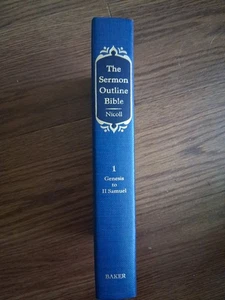 The
Sermon
Outline
Bible
Nicoll
1
Genesis
to
II Samuel
BAKER